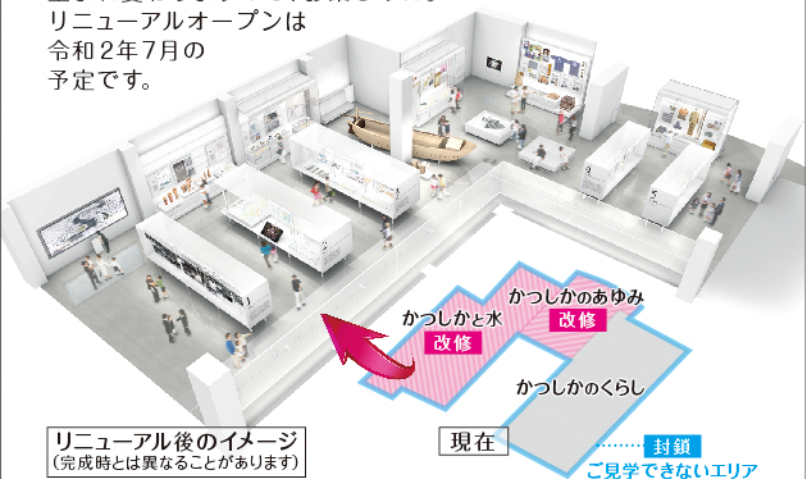 リニューアルオープンは
令和2年7月の
予定です。
かつしかのあゆみ
改修
かつしかと水
改修
かつしかのくらし
リニューアル後のイメージ
(完成時とは異なることがあります)
現在
封鎖
ご見学できないエリア